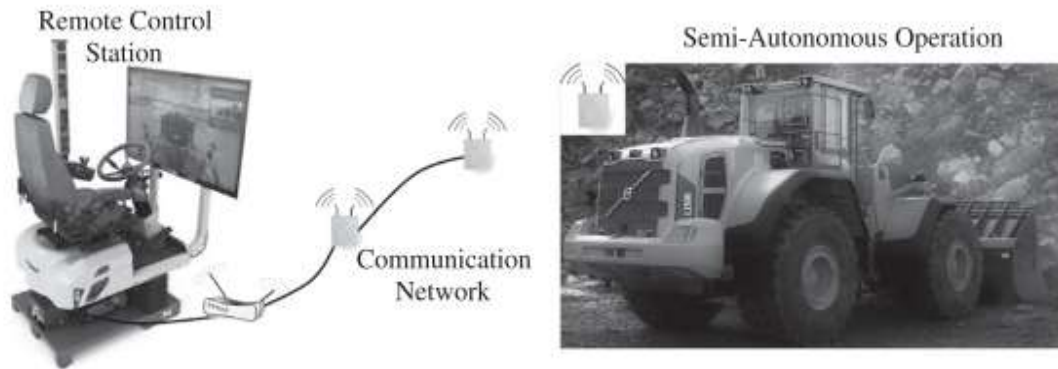 Remote Control
Station
Semi-Autonomous Operation
Communication
Network